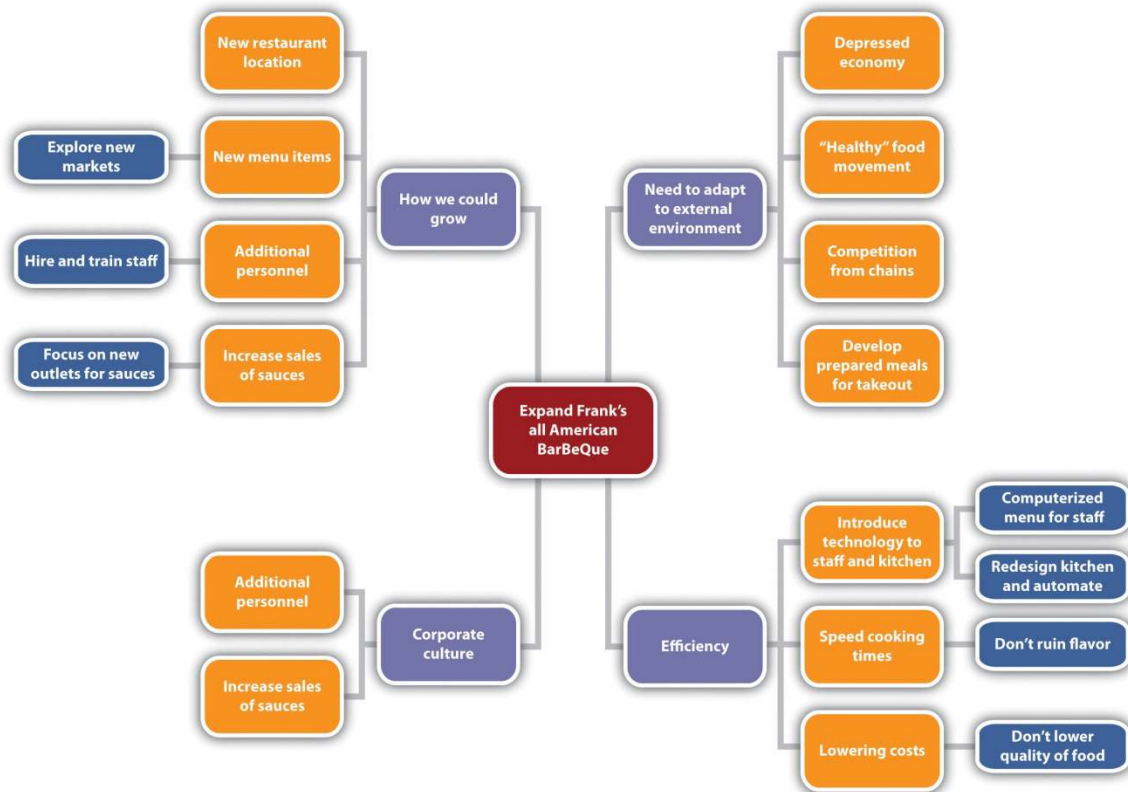 New restaurant
location
Explore new
markets
New menu items
Hire and train staff
Additional
personnel
Focus on new
outlets for sauces
Increase sales
of sauces
How we could
grow
Need to adapt
to external
environment
Depressed
economy
“Healthy” food
movement
Competition
from chains
Develop
prepared meals
for takeout
Expand Frank’s
all American
BarBeQue
Additional
personnel
Increase sales
of sauces
Corporate
culture
Efficiency
Introduce
technology to
staff and kitchen
Computerized
menu for staff
Redesign kitchen
and automate
Speed cooking
times
Don’t ruin flavor
Lowering costs
Don’t lower
quality of food